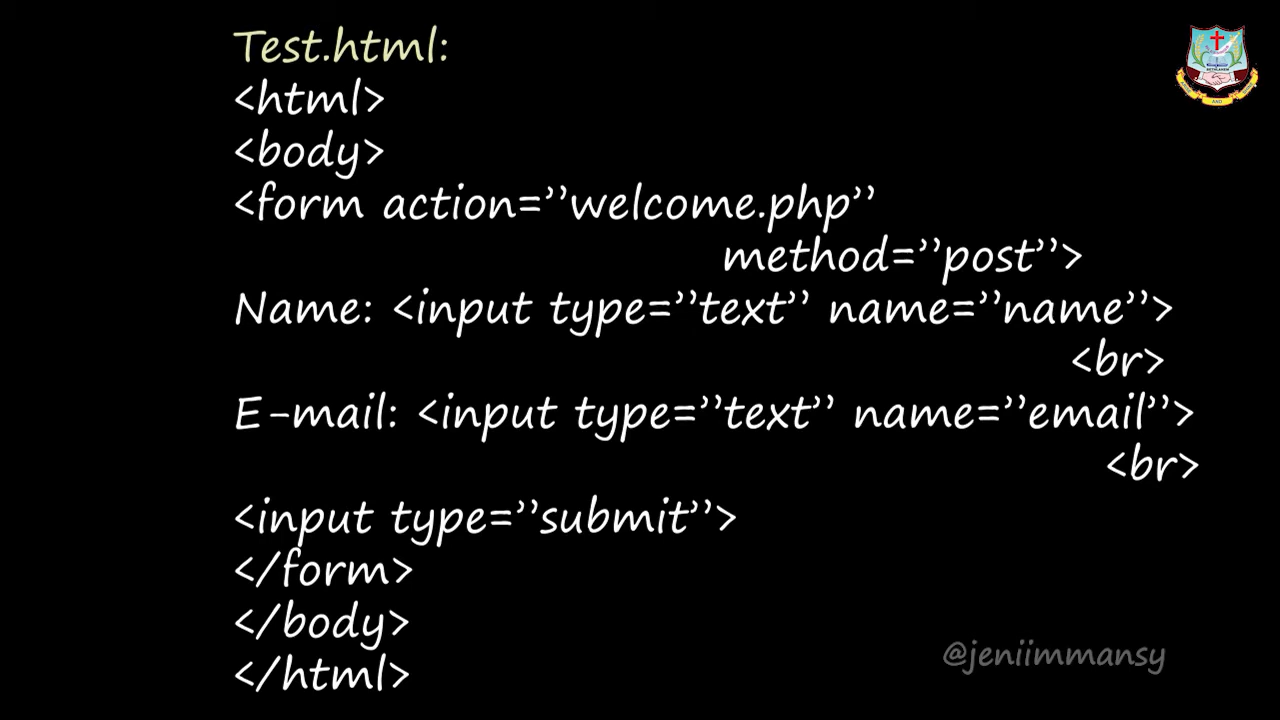 Test.html:
<html>
<body>
<form action=’’welcome.php’’
method=’’post’’>
Name: <input type=’’text’’ name=’’name’’>
<br>
E-mail: <input type=’’text’’ name=’’email’’>
<br>
<input type=’’submit’’>
</form>
</body>
</html>
@jeniimmansy
AND